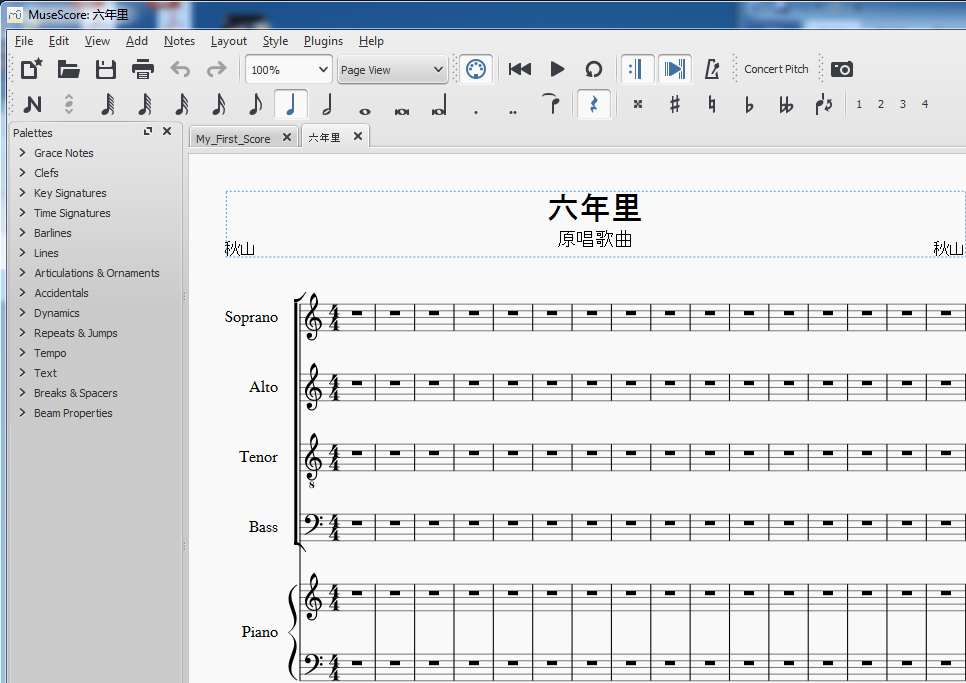 MuseScore: 六年里
File Edit View Add Notes Layout Style Plugins Help
100% Page View Concert Pitch
1 2 3 4
Palettes
My_First_Score 六年里
Grace Notes
Clefs
Key Signatures
Time Signatures
Barlines
Lines
Articulations & Ornaments
Accidentals
Dynamics
Repeats & Jumps
Tempo
Text
Breaks & Spacers
Beam Properties
六年里
原唱歌曲
秋山 秋山
Soprano
Alto
Tenor
8
Bass
Piano